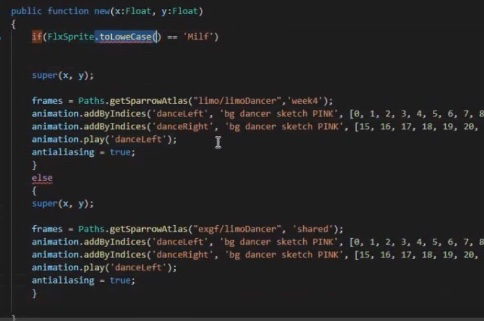 public function new(x:Float, y:Float)
{
if(FlxSprite.toLoweCase() == 'Milf')
super(x, y);
frames = Paths.getSparrowAtlas("limo/limoDancer",'week4');
animation.addByIndices('danceLeft', 'bg dancer sketch PINK', [0, 1, 2, 3, 4, 5, 6, 7, 8
animation.addByIndices('danceRight', 'bg dancer sketch PINK', [15, 16, 17, 18, 19, 20,
animation.play('danceLeft');
antialiasing = true;
}
else
{
super(x, y);
frames = Paths.getSparrowAtlas("exgf/limoDancer", 'shared');
animation.addByIndices('danceLeft', 'bg dancer sketch PINK', [0, 1, 2, 3, 4, 5, 6, 7, 8
animation.addByIndices('danceRight', 'bg dancer sketch PINK', [15, 16, 17, 18, 19, 20,
animation.play('danceLeft');
antialiasing = true;
}
}